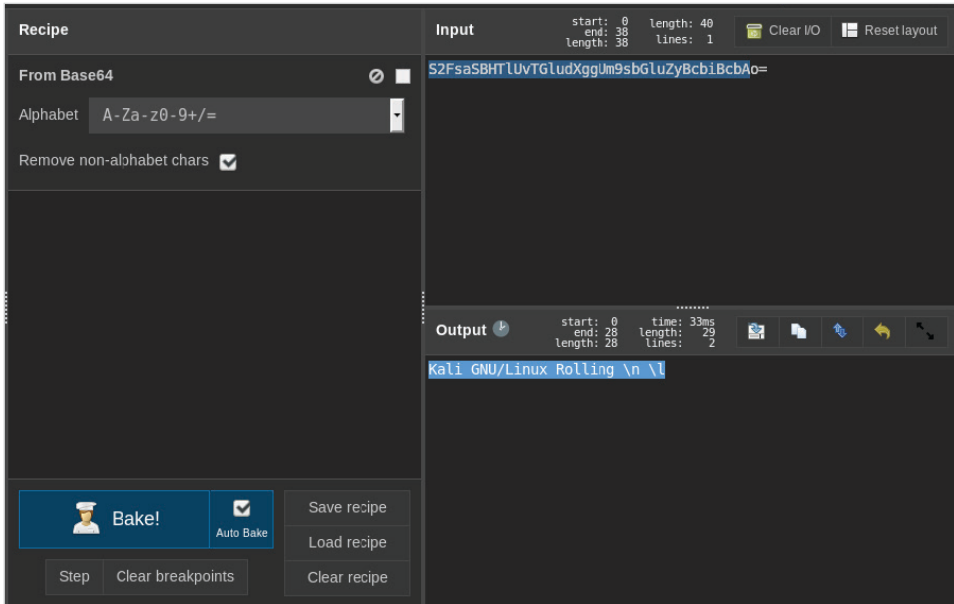 Recipe
From Base64
Alphabet A-Za-z0-9+/=
Remove non-alphabet chars
Bake!
Auto Bake
Step
Clear breakpoints
Save recipe
Load recipe
Clear recipe
Input
start: 0
end: 38
length: 38
length: 40
lines: 1
Clear I/O
Reset layout
S2FsaSBHTlUvTGludXggUm9sbGluZyBcbiBcbAo=
Output
start: 0
end: 28
length: 28
time: 33ms
length: 29
lines: 2
Kali GNU/Linux Rolling \n \l